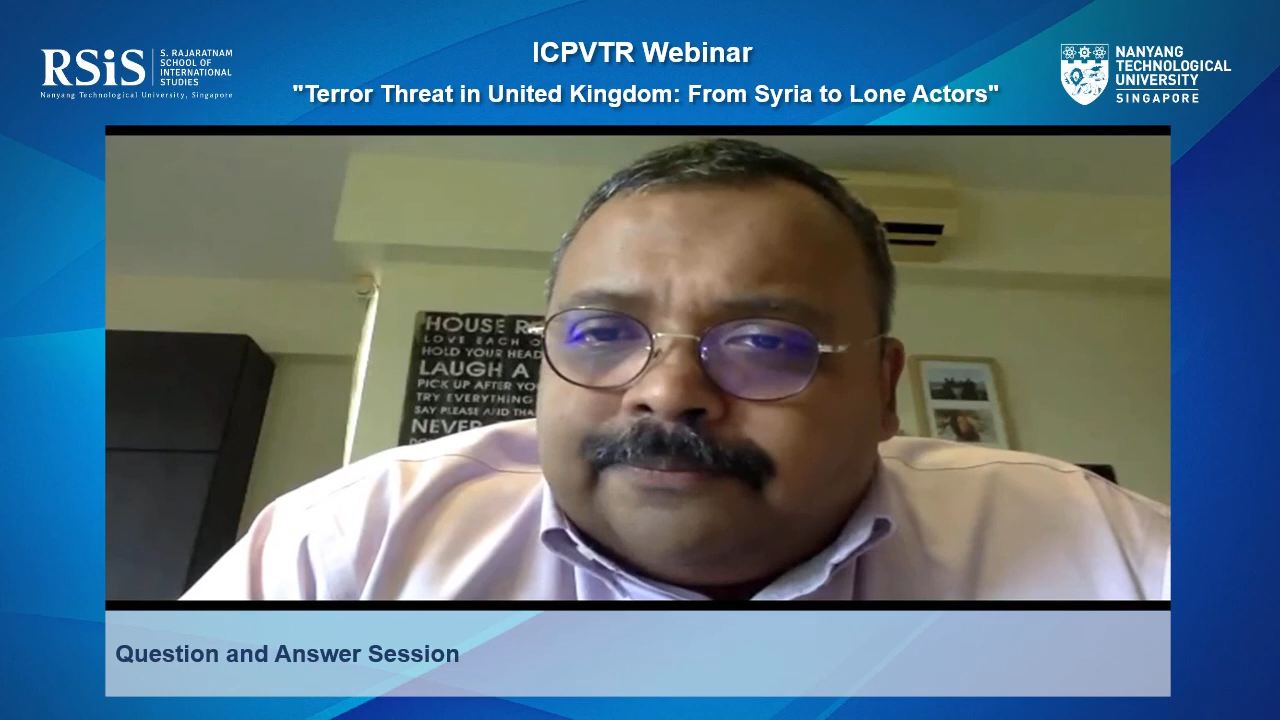 RSiS
S. RAJARATNAM
SCHOOL OF
INTERNATIONAL
STUDIES
Nanyang Technological University, Singapore
ICPVTR Webinar
"Terror Threat in United Kingdom: From Syria to Lone Actors"
NANYANG
TECHNOLOGICAL
UNIVERSITY
SINGAPORE
HOUSE
LOVE EACH
HOLD YOUR HEAD
LAUGH A
PICK UP AFTER
TRY EVERYTHING
SAY PLEASE AND
NEVER
Question and Answer Session